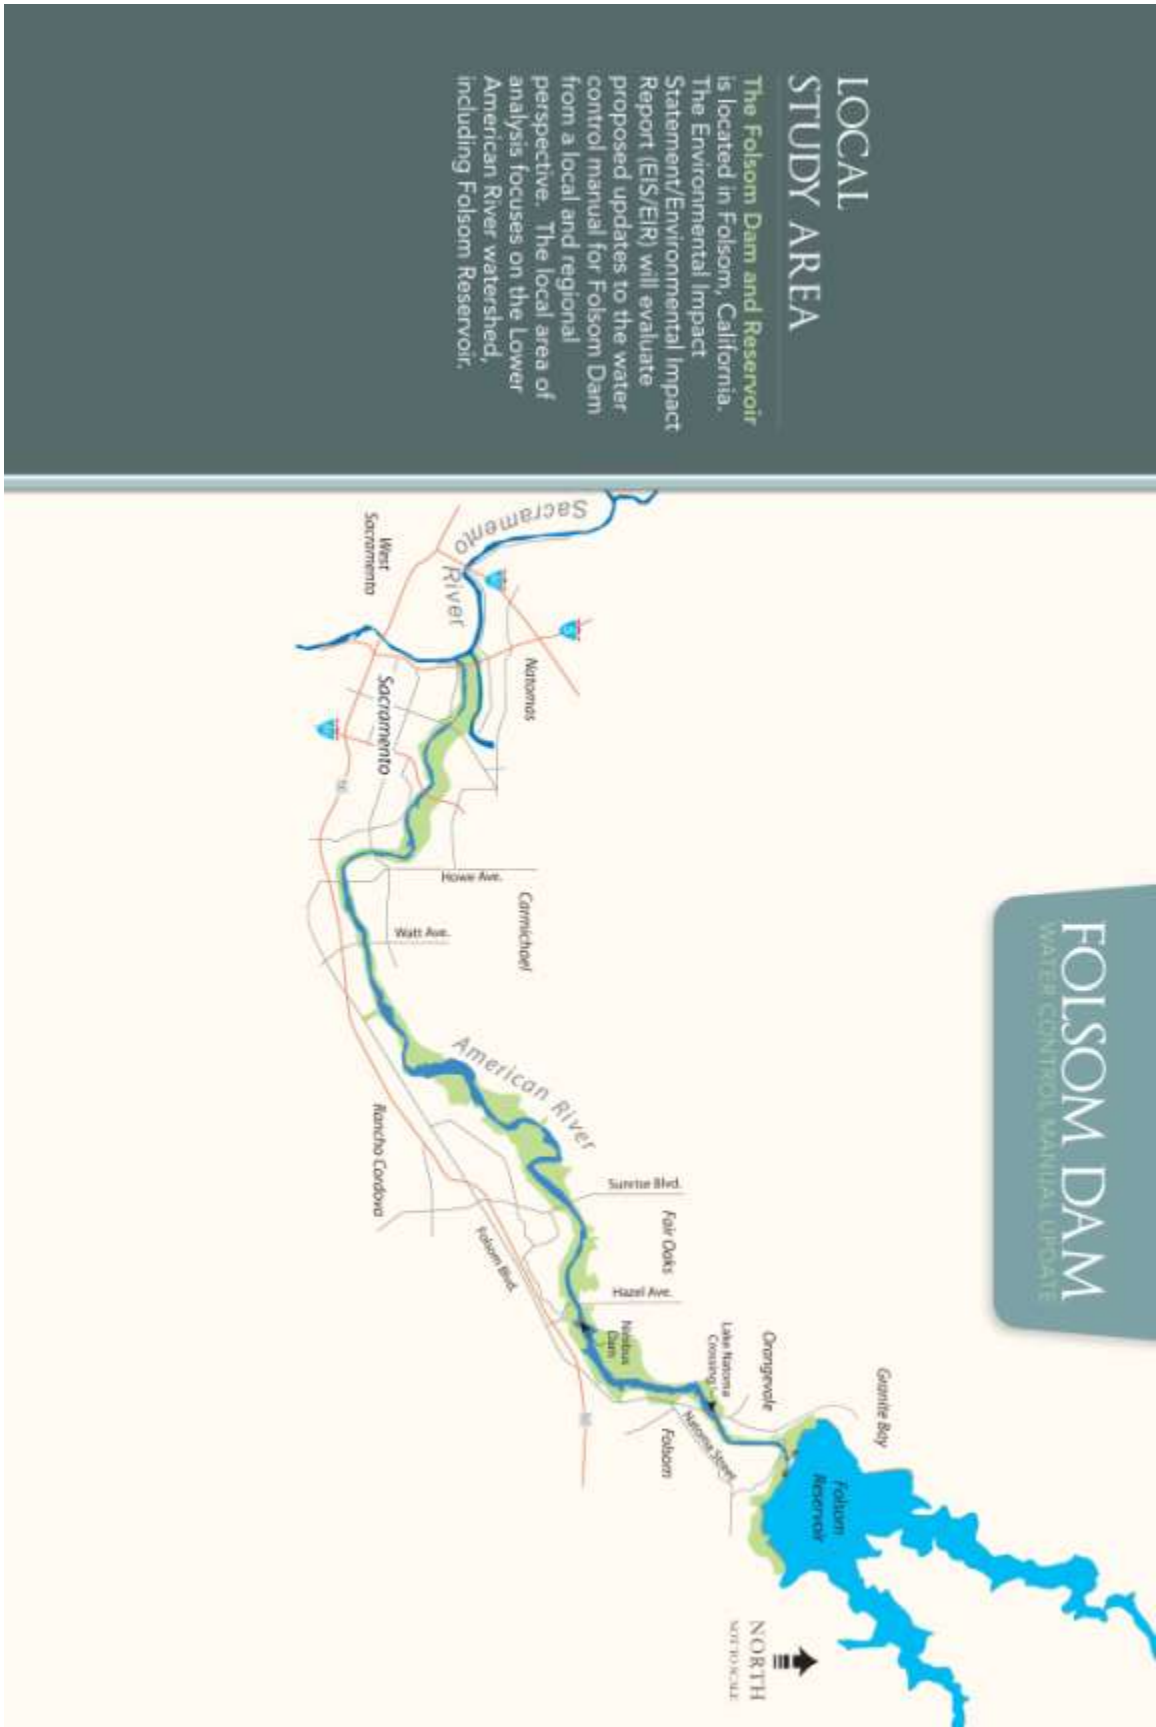 LOCAL
STUDY AREA
The Folsom Dam and Reservoir
is located in Folsom, California.
The Environmental Impact
Statement/Environmental Impact
Report (EIS/EIR) will evaluate
proposed updates to the water
control manual for Folsom Dam
from a local and regional
perspective. The local area of
analysis focuses on the Lower
American River watershed,
including Folsom Reservoir.
FOLSOM DAM
WATER CONTROL MANUAL UPDATE
Granite Bay
Folsom
Reservoir
Orangevale
Lake Natoma
Crossing
Natoma Street
Folsom
Nimbus
Dam
Hazel Ave.
Fair Oaks
Sunrise Blvd.
Folsom Blvd.
American River
Rancho Cordova
Carmichael
Watt Ave.
Howe Ave.
Natomas
5
Sacramento
River
Sacramento
West
Sacramento
50
50
NORTH
NOT TO SCALE